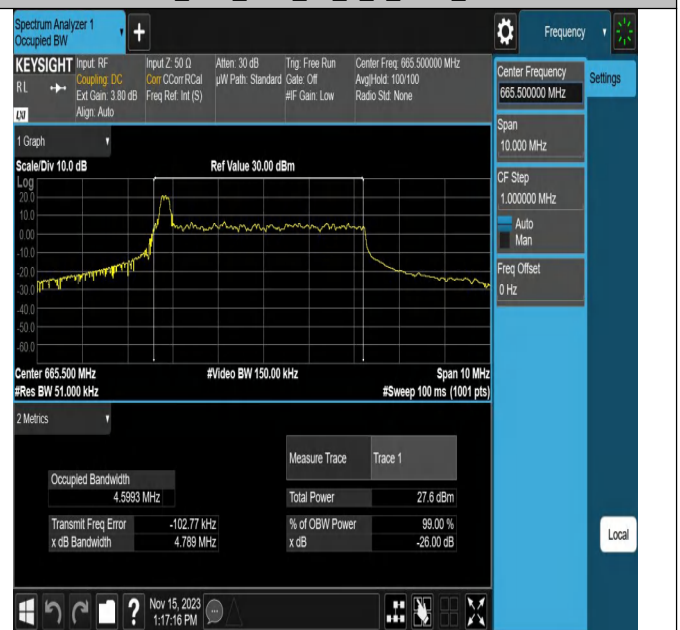 Spectrum Analyzer 1
Occupied BW
+
Frequency
KEYSIGHT
RL
LXI
Input: RF
Coupling: DC
Ext Gain: 3.80 dB
Align: Auto
Input Z: 50 Ω
Corr CCorr RCal
Freq Ref: Int (S)
Atten: 30 dB
µW Path: Standard
Trig: Free Run
Gate: Off
#IF Gain: Low
Center Freq: 665.500000 MHz
Avg|Hold: 100/100
Radio Std: None
Center Frequency
665.500000 MHz
Settings
Span
10.000 MHz
CF Step
1.000000 MHz
Auto
Man
Freq Offset
0 Hz
1 Graph
Scale/Div 10.0 dB
Ref Value 30.00 dBm
Log
20.0
10.0
0.00
-10.0
-20.0
-30.0
-40.0
-50.0
-60.0
Center 665.500 MHz
#Video BW 150.00 kHz
Span 10 MHz
#Res BW 51.000 kHz
#Sweep 100 ms (1001 pts)
2 Metrics
Measure Trace
Trace 1
Occupied Bandwidth
4.5993 MHz
Total Power
27.6 dBm
Transmit Freq Error
-102.77 kHz
% of OBW Power
99.00 %
x dB Bandwidth
4.789 MHz
x dB
-26.00 dB
Local
?
Nov 15, 2023
1:17:16 PM